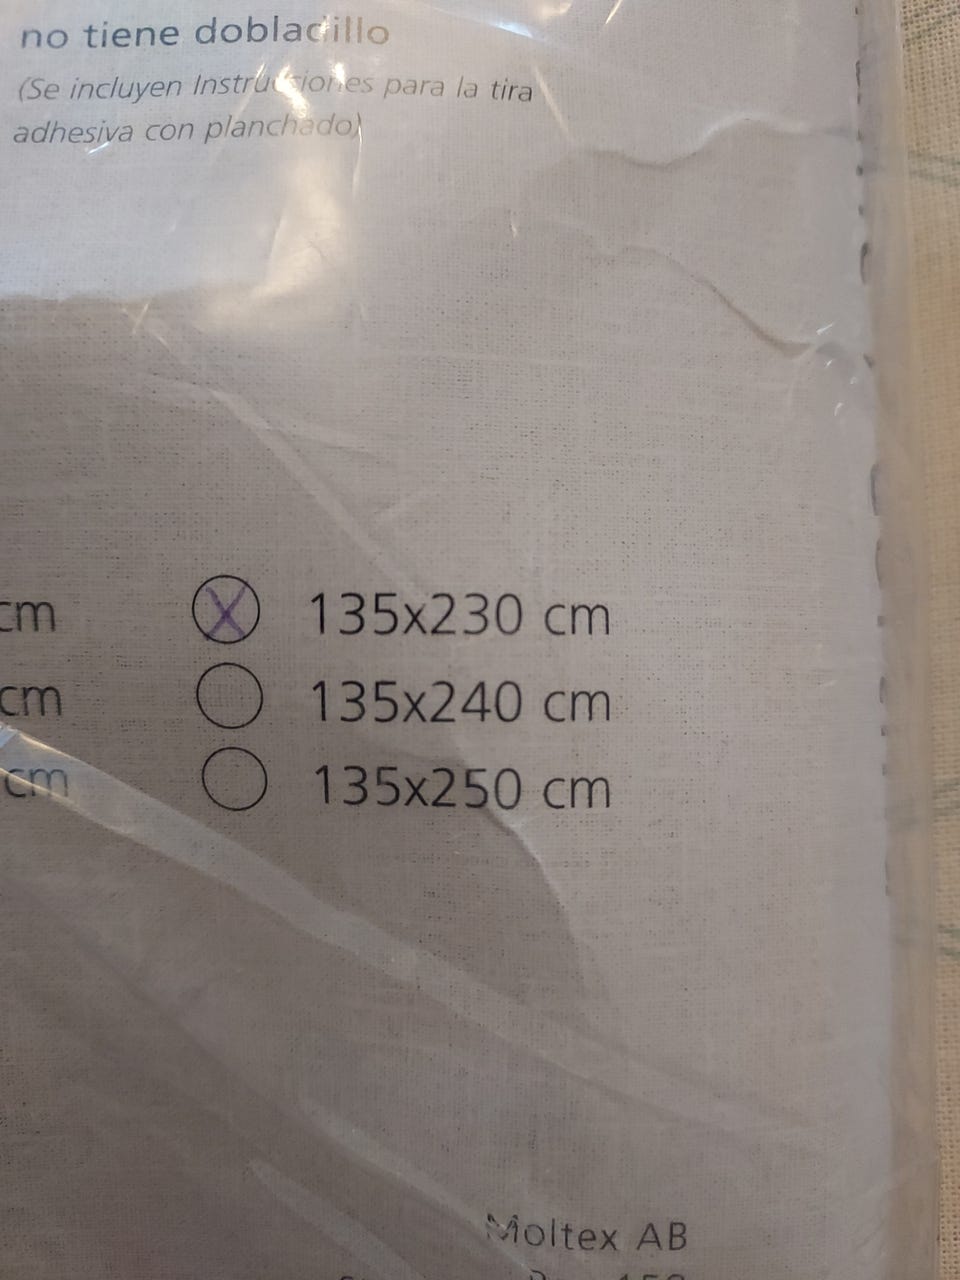 no tiene dobladillo
(Se incluyen Instrucciones para la tira
adhesiva con planchado)
cm X 135x230 cm
cm 135x240 cm
cm 135x250 cm
Moltex AB